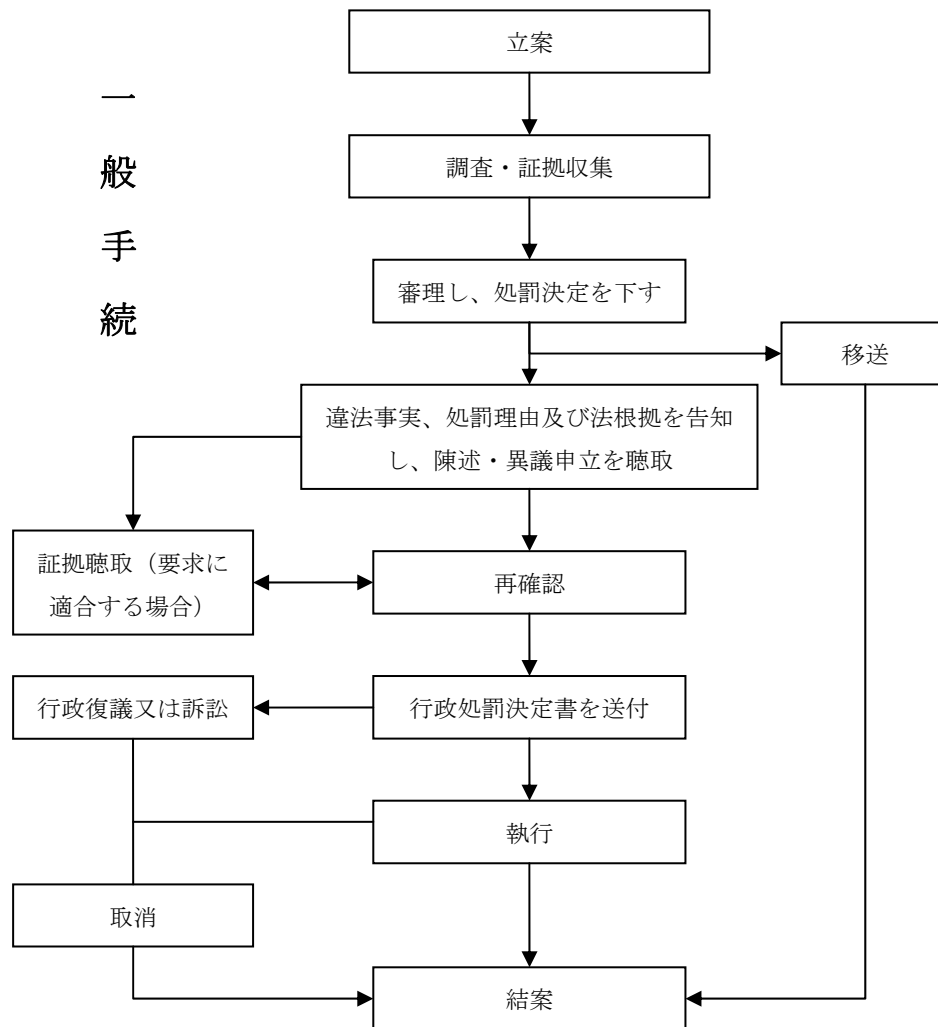 一般手続
立案
調査・証拠収集
審理し、処罰決定を下す
移送
違法事実、処罰理由及び法根拠を告知
し、陳述・異議申立を聴取
証拠聴取（要求に
適合する場合）
再確認
行政復議又は訴訟
行政処罰決定書を送付
執行
取消
結案